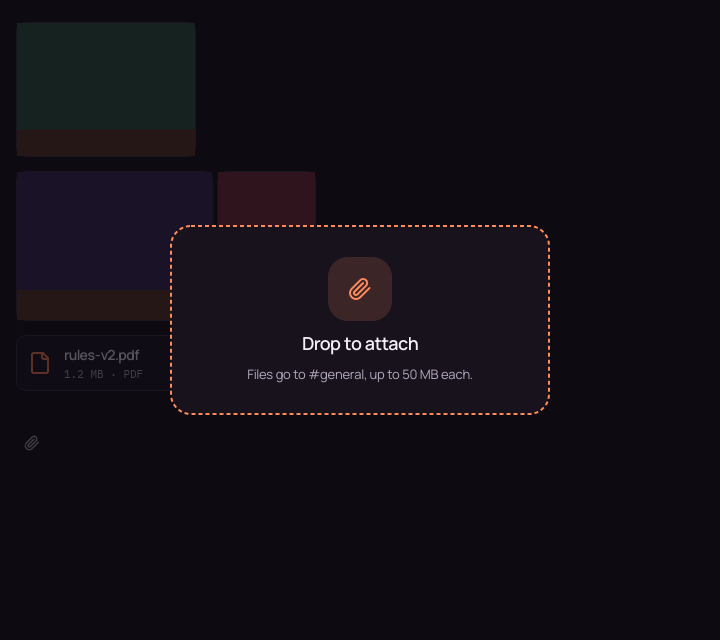 rules-v2.pdf
1.2 MB · PDF
Drop to attach
Files go to #general, up to 50 MB each.